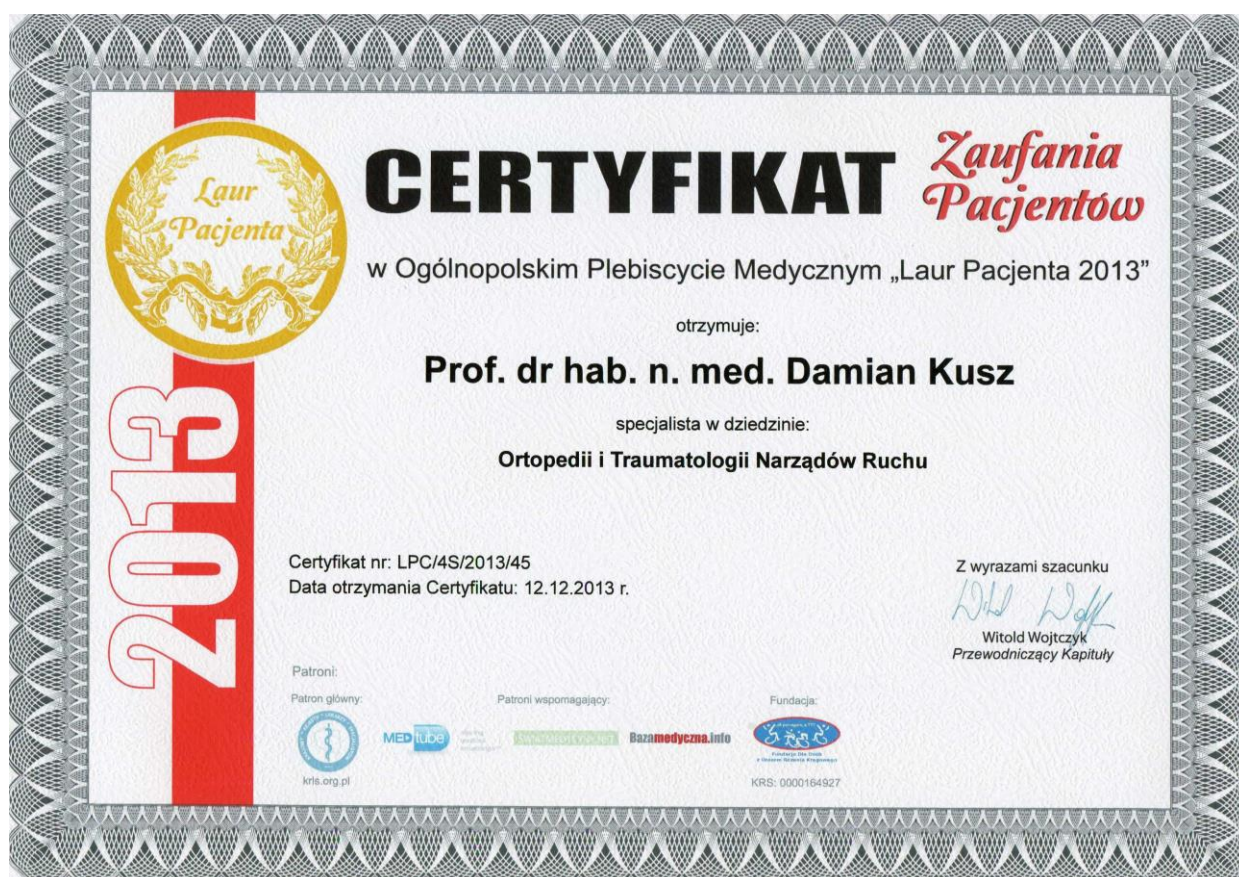 2013
Laur
Pacjenta
CERTYFIKAT
Zaufania
Pacjentów
w Ogólnopolskim Plebiscycie Medycznym „Laur Pacjenta 2013”
otrzymuje:
Prof. dr hab. n. med. Damian Kusz
specjalista w dziedzinie:
Ortopedii i Traumatologii Narządów Ruchu
Certyfikat nr: LPC/4S/2013/45
Data otrzymania Certyfikatu: 12.12.2013 r.
Z wyrazami szacunku
Witold Wojtczyk
Przewodniczący Kapituły
Patroni:
Patron główny:
Patroni wspomagający:
Fundacja:
MEDtube
Bazamedyczna.info
krls.org.pl
KRS: 0000164927